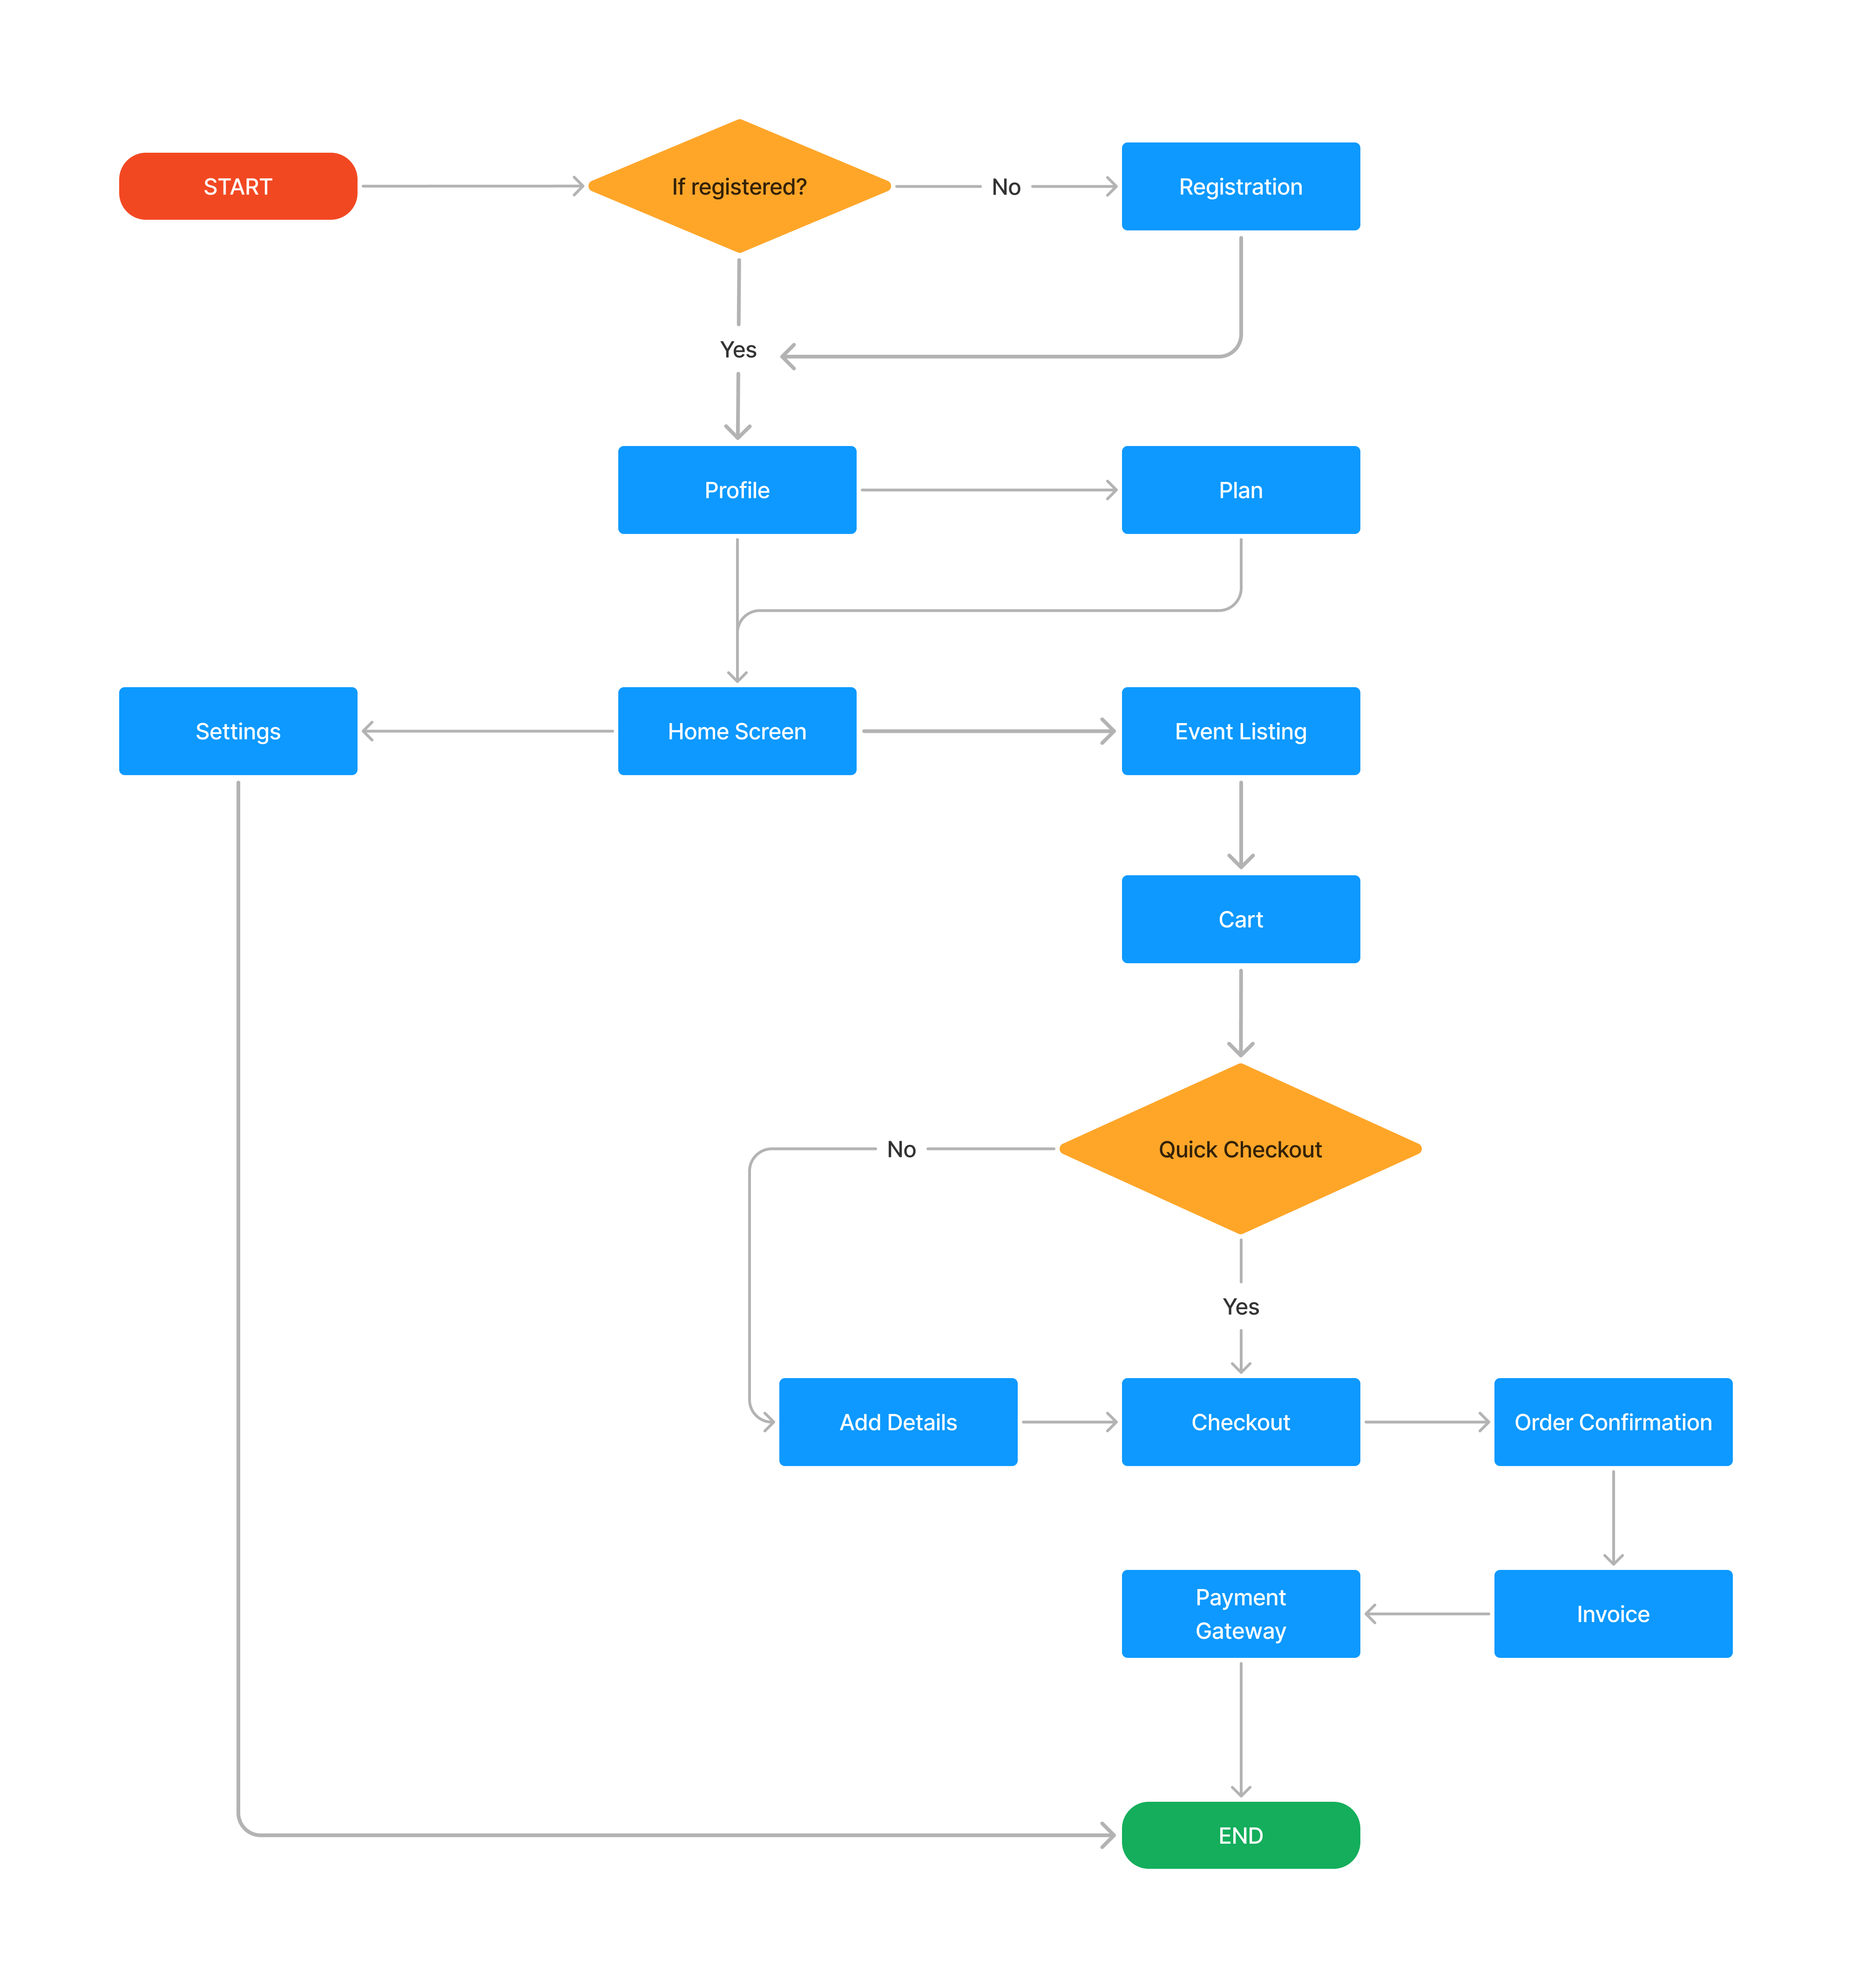 START
If registered?
No
Registration
Yes
Profile
Plan
Settings
Home Screen
Event Listing
Cart
No
Quick Checkout
Yes
Add Details
Checkout
Order Confirmation
Payment
Gateway
Invoice
END